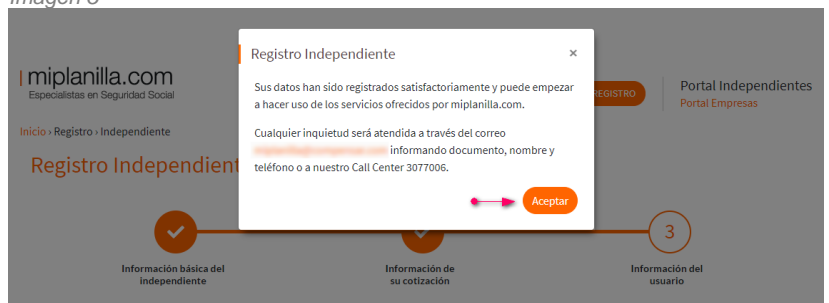 Registro Independiente ×
| miplanilla.com
Especialistas en Seguridad Social
Sus datos han sido registrados satisfactoriamente y puede empezar
a hacer uso de los servicios ofrecidos por miplanilla.com.
REGISTRO
Portal Independientes
Portal Empresas
Inicio › Registro › Independiente
Cualquier inquietud será atendida a través del correo
informando documento, nombre y
teléfono o a nuestro Call Center 3077006.
Registro Independient
Aceptar
3
Información básica del
independiente
Información de
su cotización
Información del
usuario